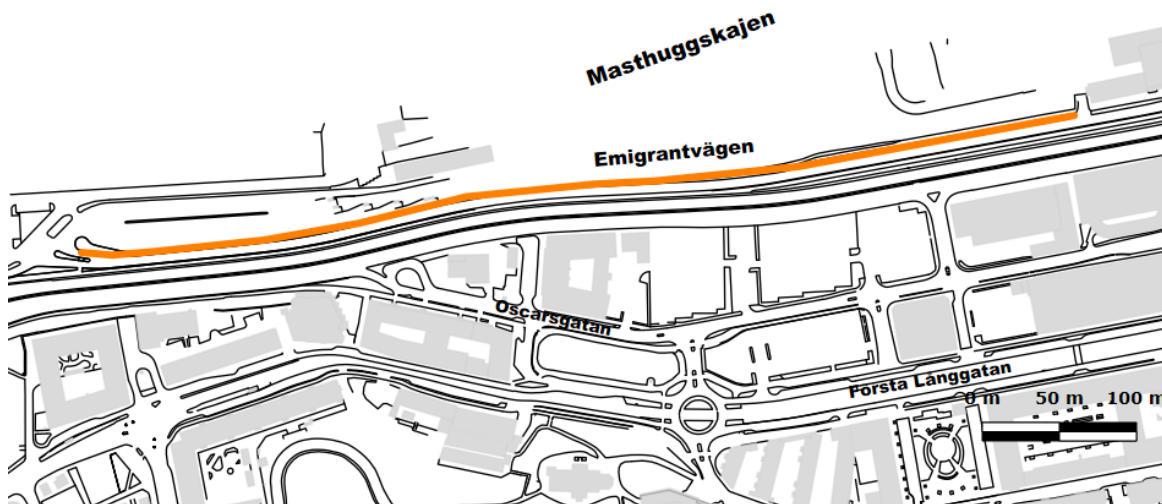 Masthuggskajen
Emigrantvägen
Oscarsgatan
Första Långgatan
0 m 50 m 100 m